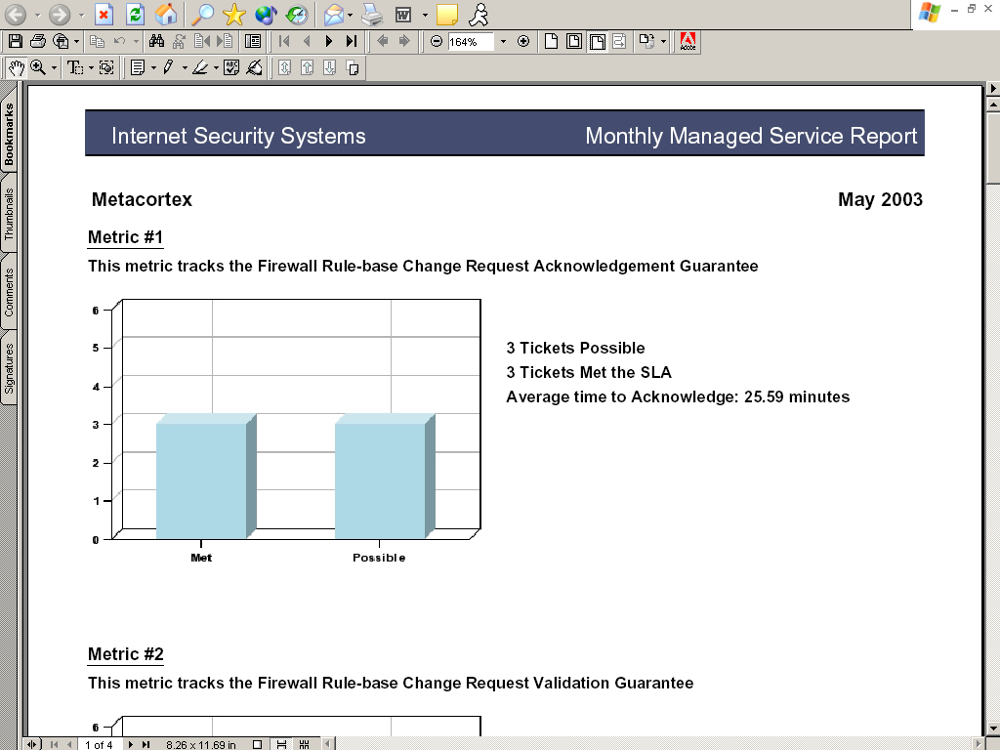 164%
Adobe
Bookmarks
Thumbnails
Comments
Signatures
Internet Security Systems Monthly Managed Service Report
Metacortex May 2003
Metric #1
This metric tracks the Firewall Rule-base Change Request Acknowledgement Guarantee
6
5
4
3
2
1
0
Met Possible
3 Tickets Possible
3 Tickets Met the SLA
Average time to Acknowledge: 25.59 minutes
Metric #2
This metric tracks the Firewall Rule-base Change Request Validation Guarantee
6
1 of 4 8.26 x 11.69 in